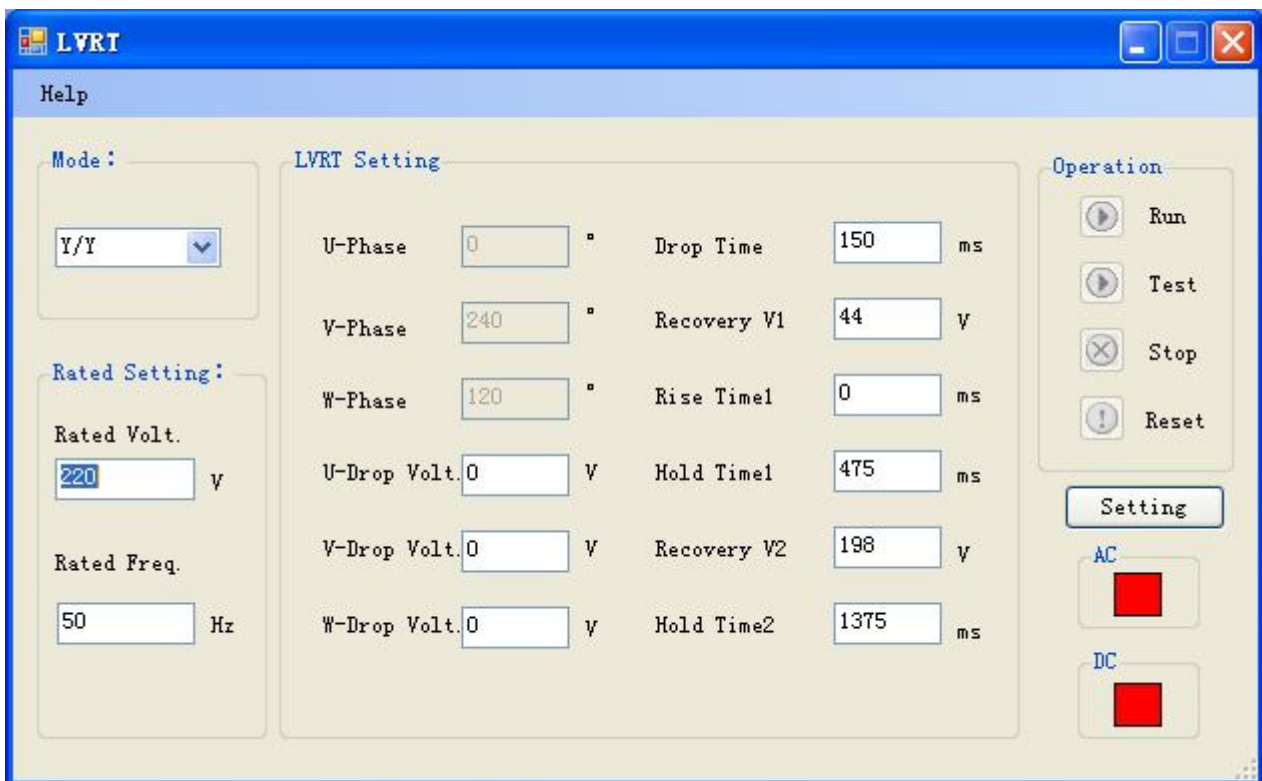 LVRT
Help
Mode：
Y/Y
Rated Setting：
Rated Volt.
220 V
Rated Freq.
50 Hz
LVRT Setting
U-Phase 0 ° Drop Time 150 ms
V-Phase 240 ° Recovery V1 44 V
W-Phase 120 ° Rise Time1 0 ms
U-Drop Volt. 0 V Hold Time1 475 ms
V-Drop Volt. 0 V Recovery V2 198 V
W-Drop Volt. 0 V Hold Time2 1375 ms
Operation
Run
Test
Stop
Reset
Setting
AC
DC